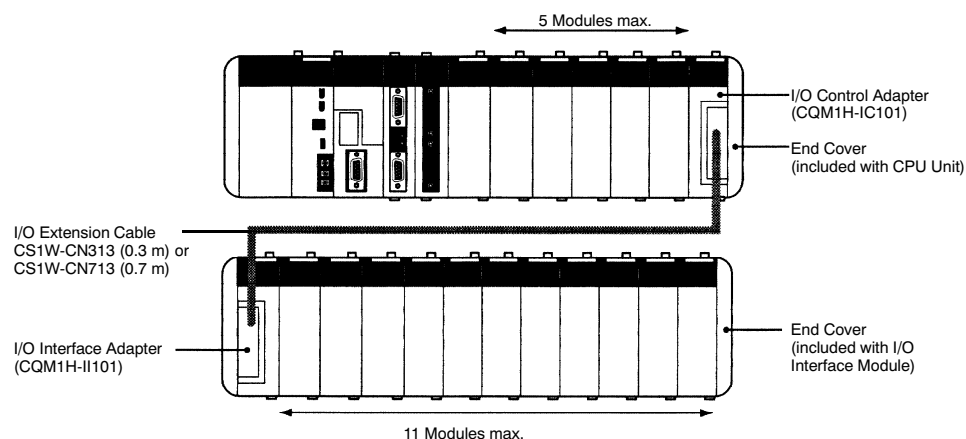 5 Modules max.
I/O Control Adapter
(CQM1H-IC101)
End Cover
(included with CPU Unit)
I/O Extension Cable
CS1W-CN313 (0.3 m) or
CS1W-CN713 (0.7 m)
I/O Interface Adapter
(CQM1H-II101)
End Cover
(included with I/O
Interface Module)
11 Modules max.